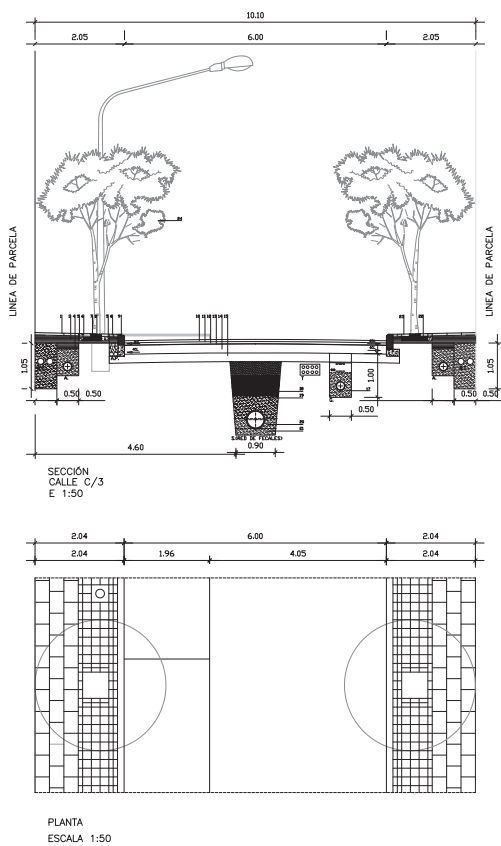 10.10
2.05 6.00 2.05
LINEA DE PARCELA
LINEA DE PARCELA
1.05
1.05
0.50 0.50
1.00
0.50 0.50
0.50
S.(RED DE FECALES)
0.90
4.60
SECCIÓN
CALLE C/3
E 1:50
2.04 6.00 2.04
2.04 1.96 4.05 2.04
PLANTA
ESCALA 1:50